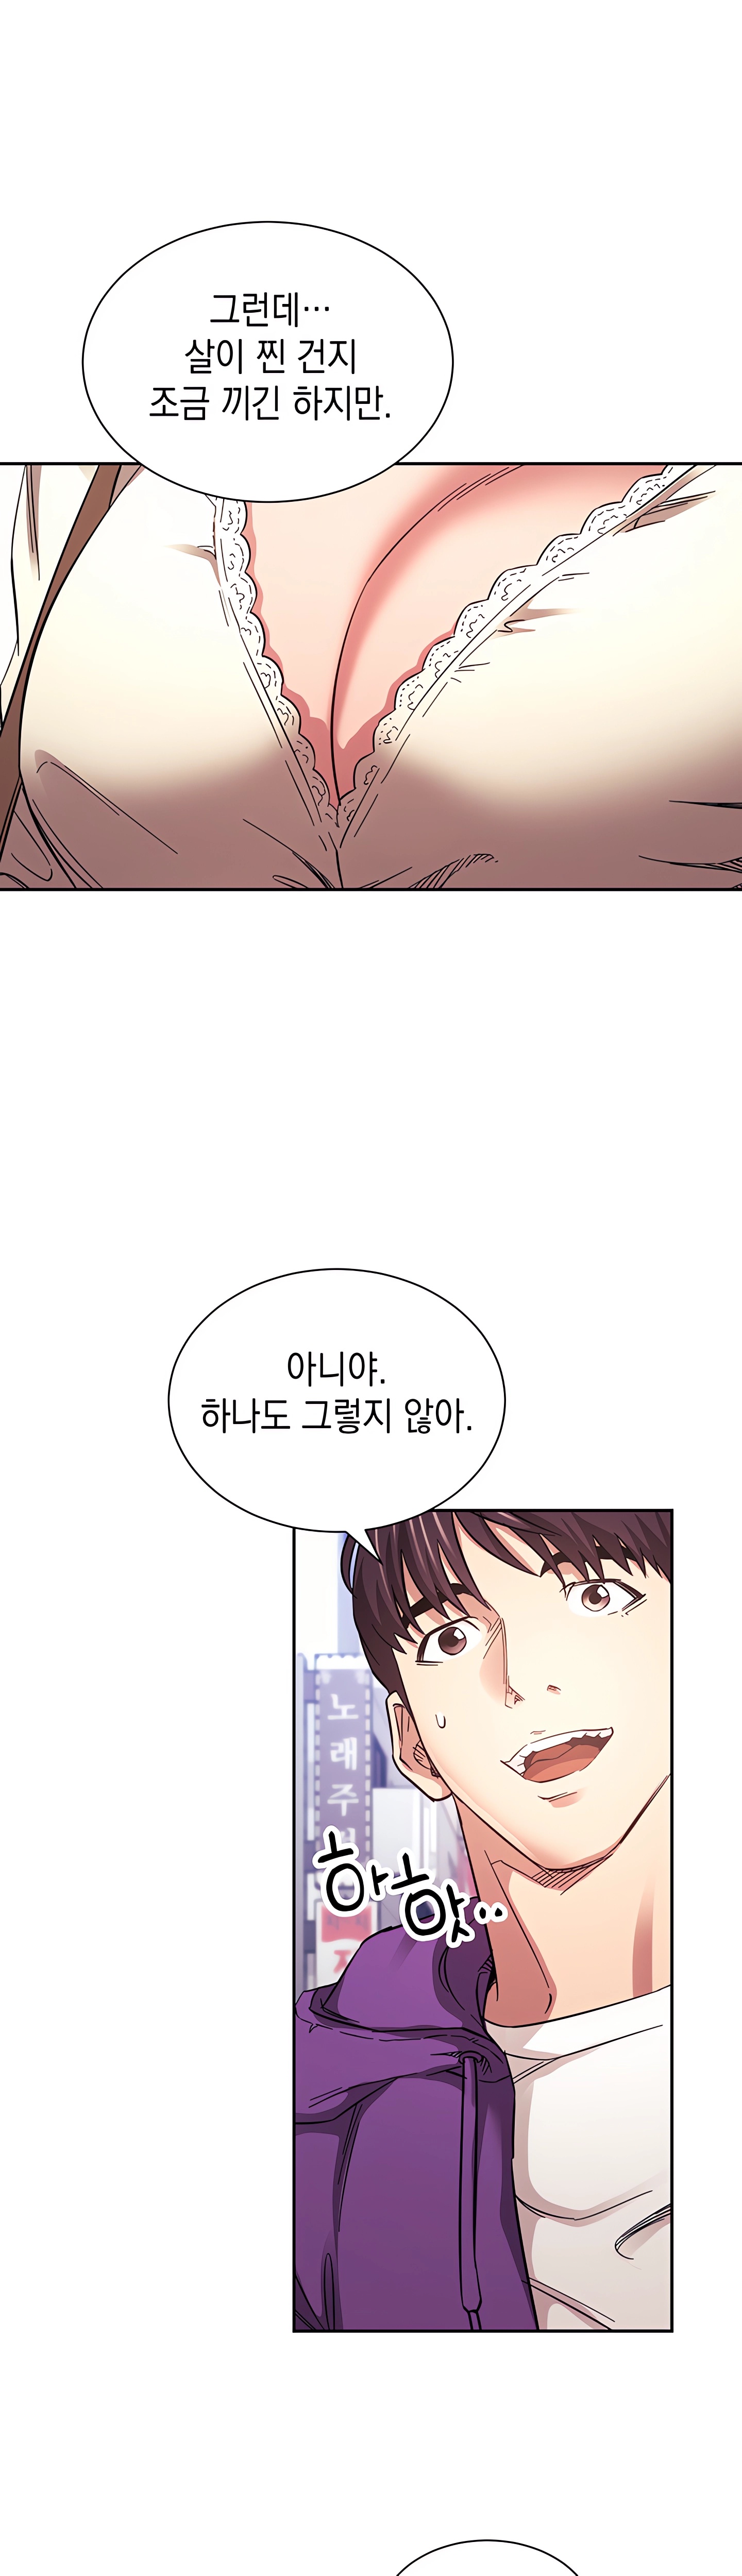 그런데…
살이 찐 건지
조금 끼긴 하지만.
아니야.
하나도 그렇지 않아.
노래주
하핫..